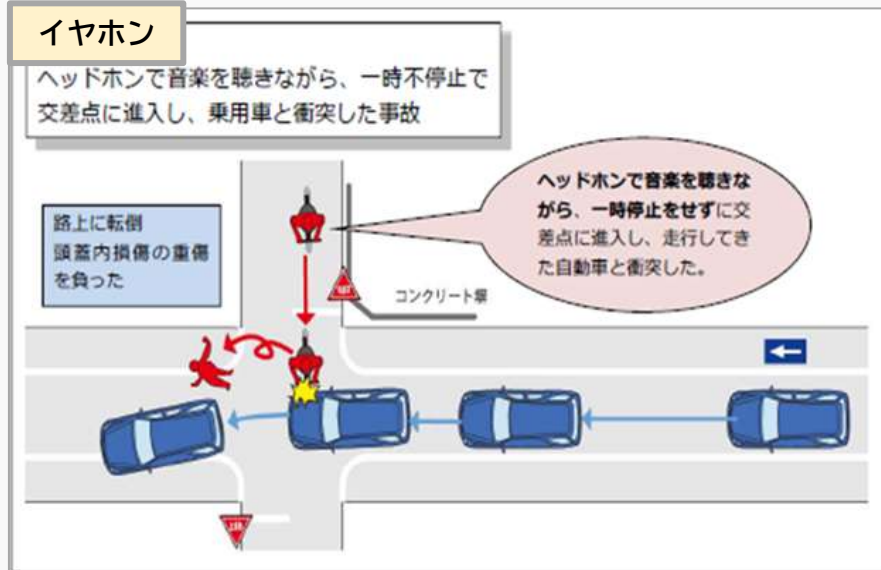 イヤホン
ヘッドホンで音楽を聴きながら、一時不停止で
交差点に進入し、乗用車と衝突した事故
路上に転倒
頭蓋内損傷の重傷
を負った
ヘッドホンで音楽を聴きな
がら、一時停止をせずに交
差点に進入し、走行してき
た自動車と衝突した。
コンクリート塀